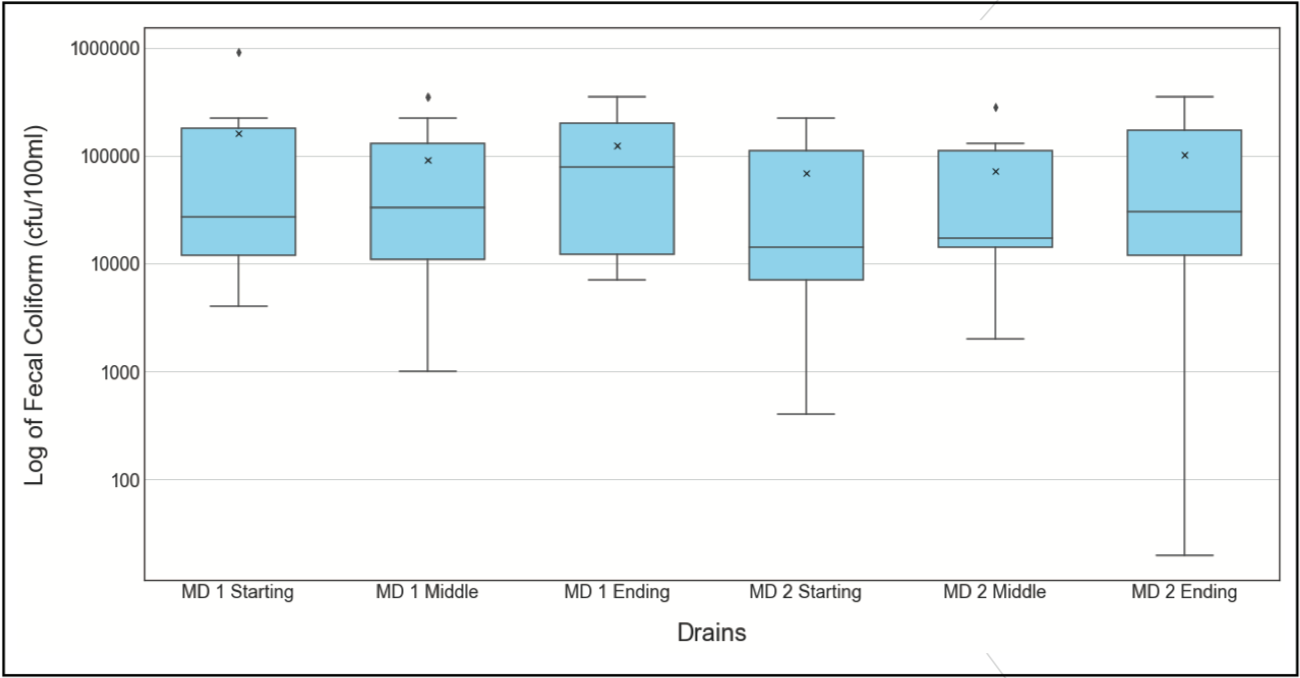 Log of Fecal Coliform (cfu/100ml)
1000000
100000
10000
1000
100
MD 1 Starting
MD 1 Middle
MD 1 Ending
MD 2 Starting
MD 2 Middle
MD 2 Ending
Drains